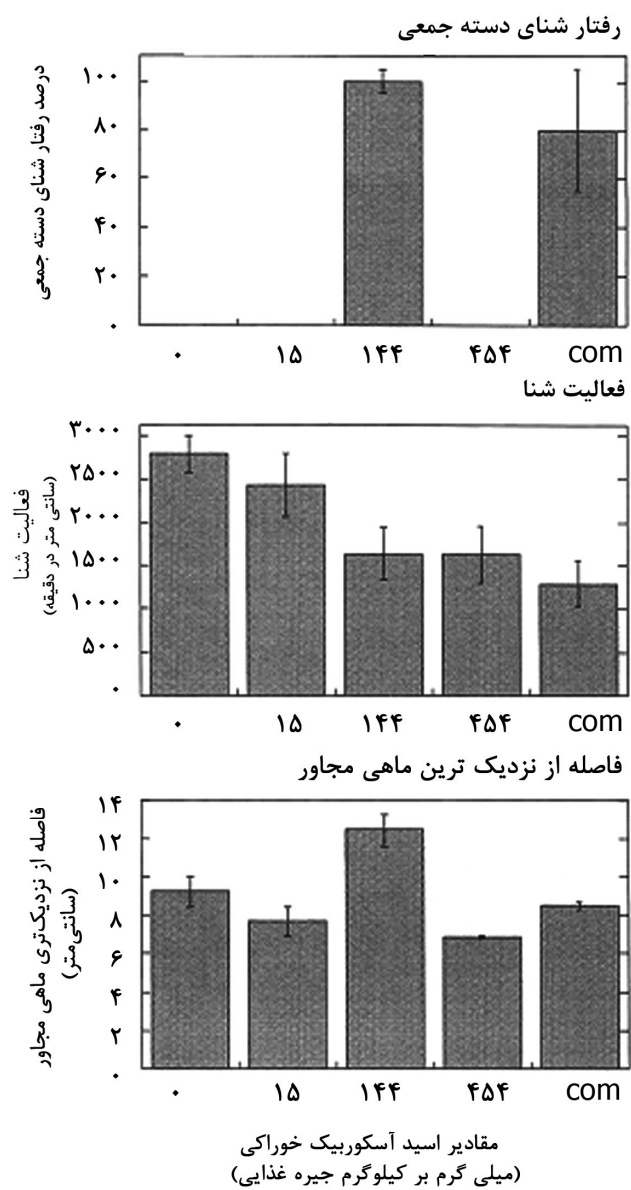 رفتار شنای دسته جمعی
درصد رفتار شنای دسته جمعی
۱۰۰
۸۰
۶۰
۴۰
۲۰
۰
۰ ۱۵ ۱۴۴ ۴۵۴ com
فعالیت شنا
فعالیت شنا
(سانتی متر در دقیقه)
۳۰۰۰
۲۵۰۰
۲۰۰۰
۱۵۰۰
۱۰۰۰
۵۰۰
۰
۰ ۱۵ ۱۴۴ ۴۵۴ com
فاصله از نزدیک ترین ماهی مجاور
فاصله از نزدیک‌تری ماهی مجاور
(سانتی‌متر)
۱۴
۱۲
۱۰
۸
۶
۴
۲
۰
۰ ۱۵ ۱۴۴ ۴۵۴ com
مقادیر اسید آسکوربیک خوراکی
(میلی گرم بر کیلوگرم جیره غذایی)